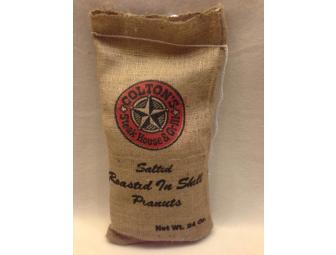 COLTON'S
Steak House & Grill
Salted
Roasted In Shell
Peanuts
Net Wt. 24 Oz.